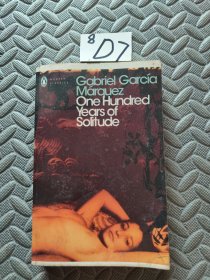 8
D7
Gabriel García
Márquez
One Hundred
Years of
Solitude